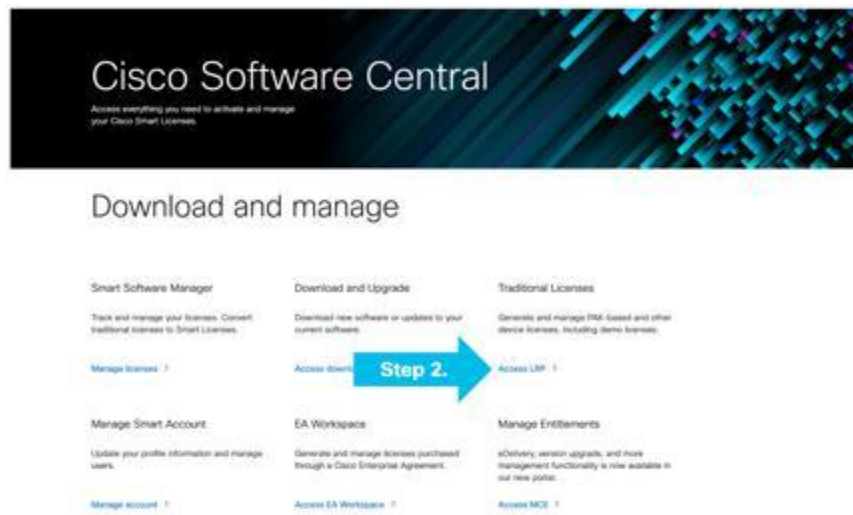 Cisco Software Central
Access everything you need to activate and manage
your Cisco Smart Licenses.
Download and manage
Smart Software Manager
Track and manage your licenses. Convert
traditional licenses to Smart Licenses.
Manage licenses
Download and Upgrade
Download new software or updates to your
current software.
Access
Step 2.
Traditional Licenses
Generate and manage PAK-based and other
device licenses, including demo licenses.
Access LRP
Manage Smart Account
Update your profile information and manage
users.
Manage account
EA Workspace
Generate and manage licenses purchased
through a Cisco Enterprise Agreement.
Access EA Workspace
Manage Entitlements
eDelivery, version upgrade, and more
management functionality is now available in
our new portal.
Access MCE